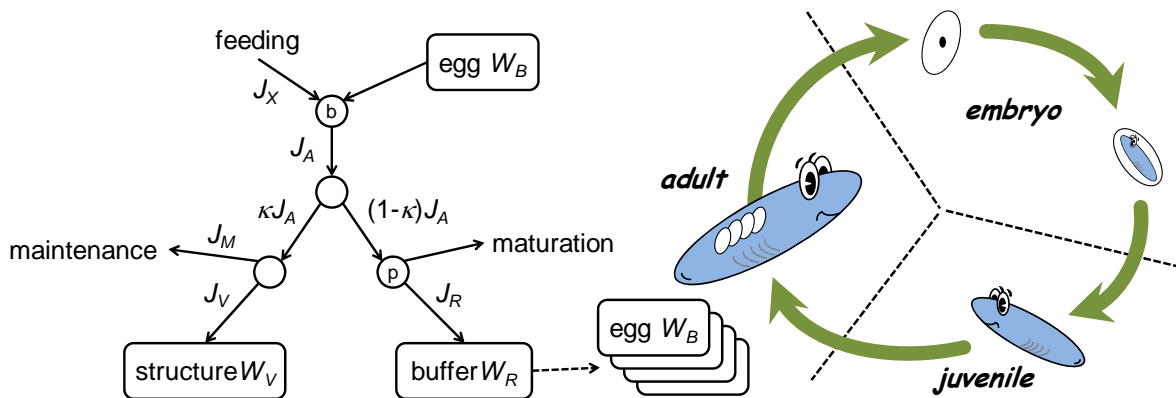 feeding
egg W_B
J_X
b
J_A
κJ_A
(1-κ)J_A
maintenance
J_M
maturation
p
J_V
J_R
structure W_V
buffer W_R
egg W_B
embryo
adult
juvenile